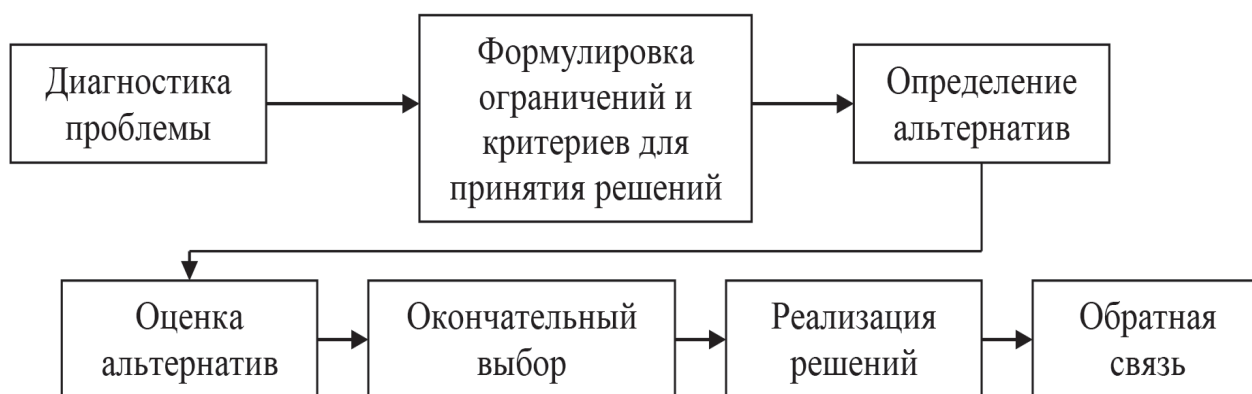 Диагностика
проблемы
Формулировка
ограничений и
критериев для
принятия решений
Определение
альтернатив
Оценка
альтернатив
Окончательный
выбор
Реализация
решений
Обратная
связь